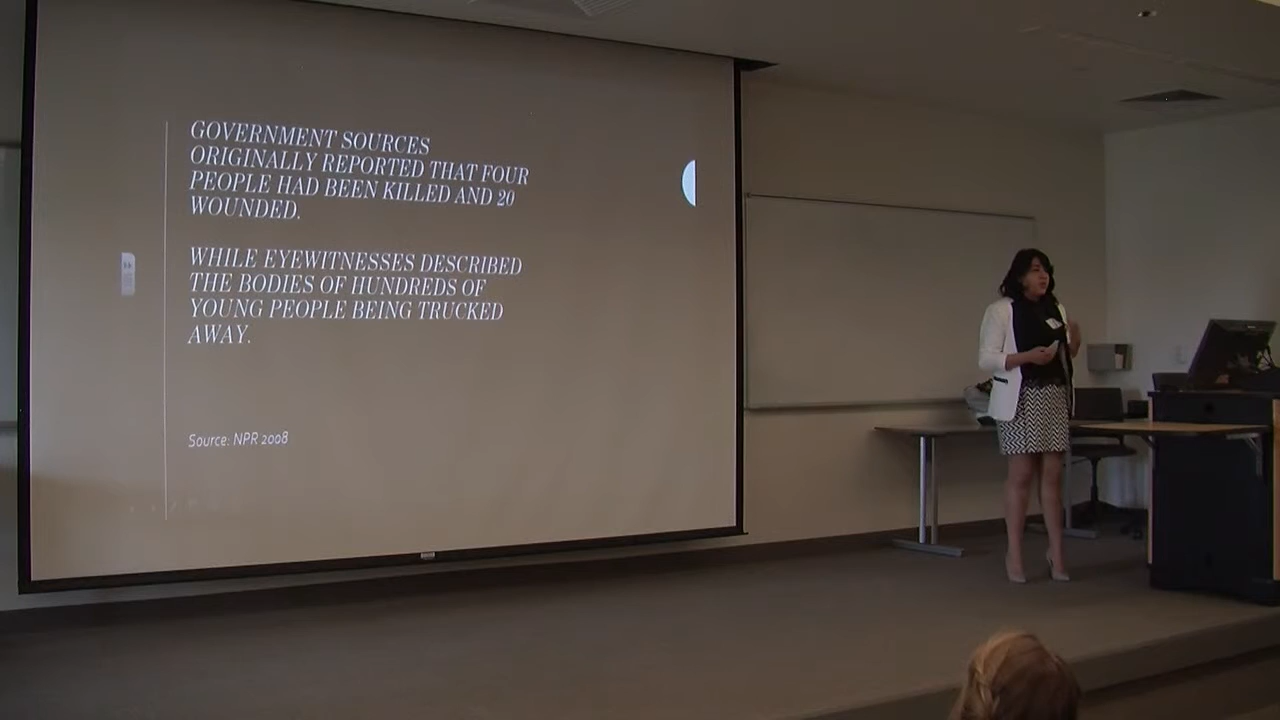 GOVERNMENT SOURCES
ORIGINALLY REPORTED THAT FOUR
PEOPLE HAD BEEN KILLED AND 20
WOUNDED.
WHILE EYEWITNESSES DESCRIBED
THE BODIES OF HUNDREDS OF
YOUNG PEOPLE BEING TRUCKED
AWAY.
Source: NPR 2008